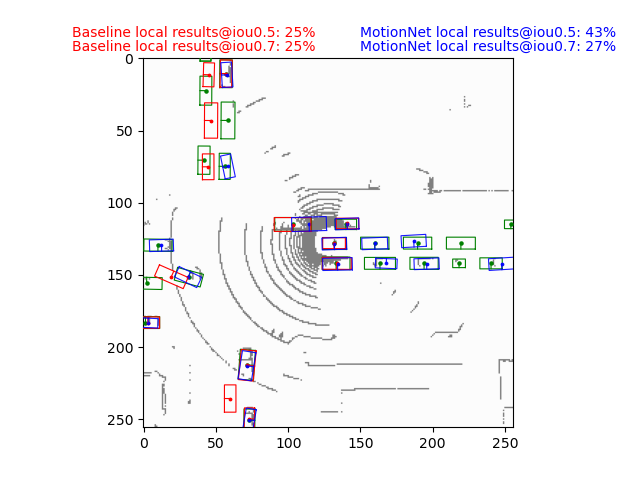 Baseline local results@iou0.5: 25% MotionNet local results@iou0.5: 43%
Baseline local results@iou0.7: 25% MotionNet local results@iou0.7: 27%
0
50
100
150
200
250
0 50 100 150 200 250